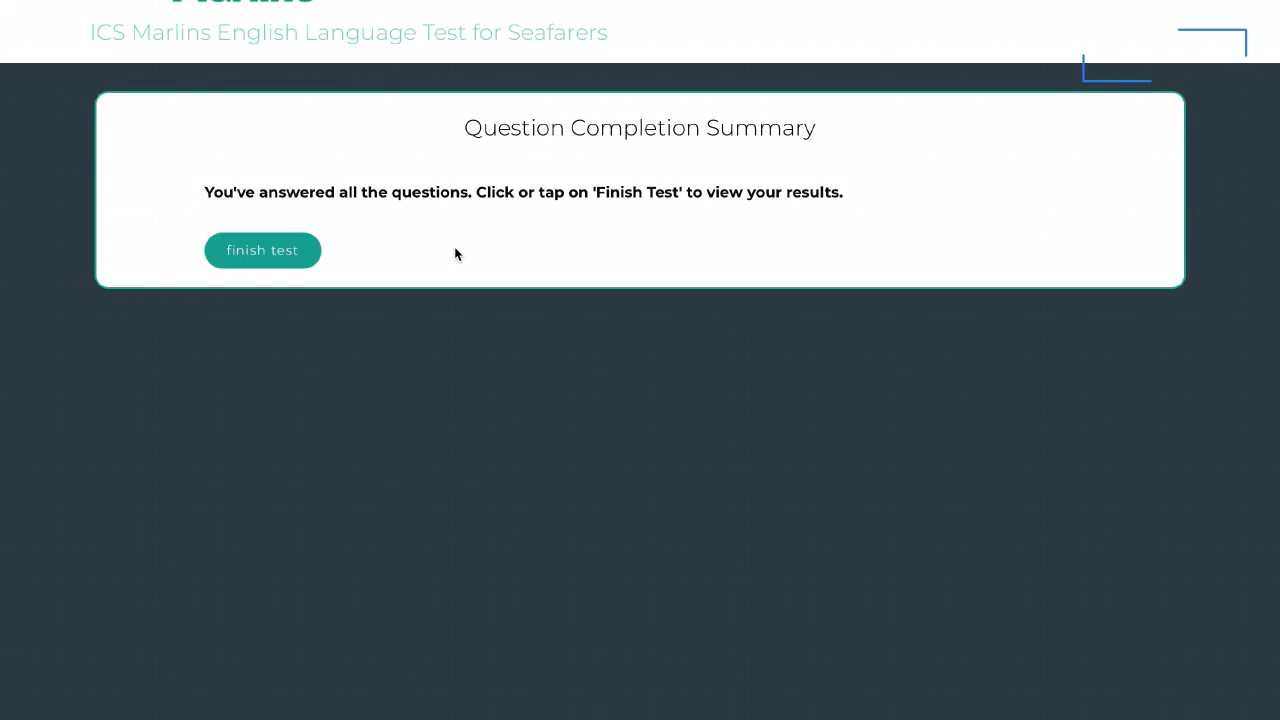 ICS Marlins English Language Test for Seafarers
Question Completion Summary
You've answered all the questions. Click or tap on 'Finish Test' to view your results.
finish test